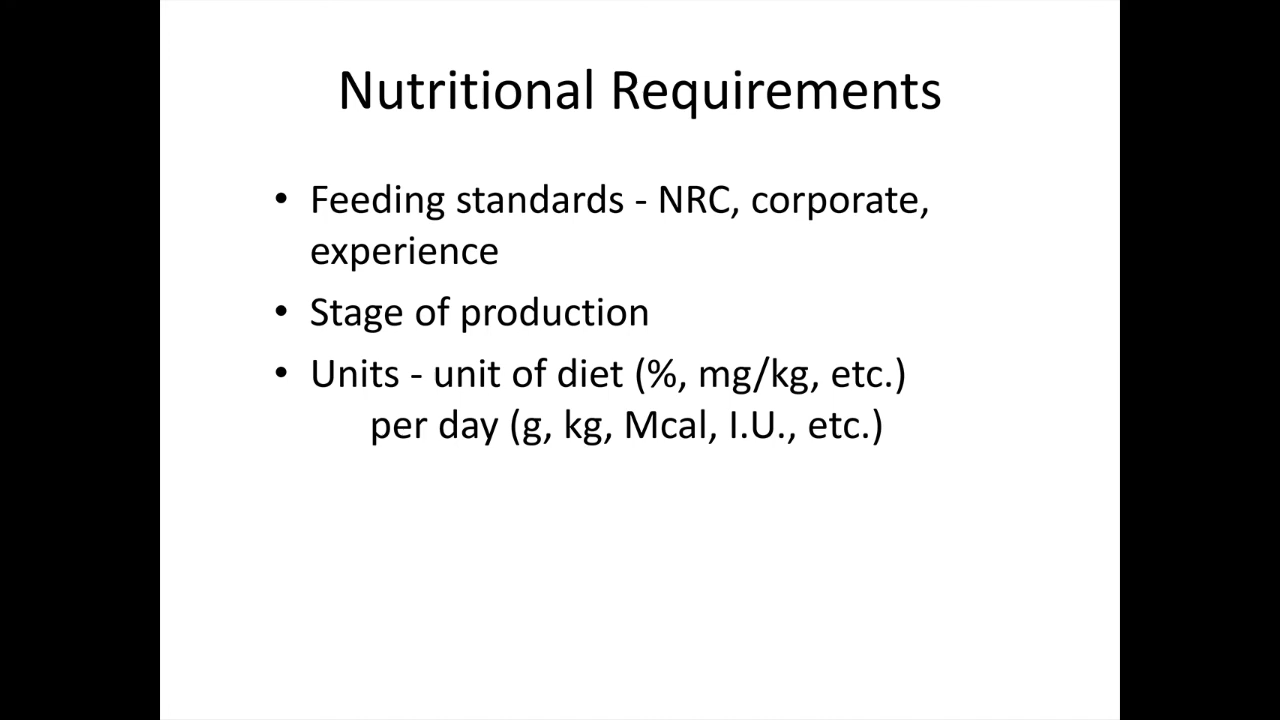 Nutritional Requirements
• Feeding standards - NRC, corporate,
experience
• Stage of production
• Units - unit of diet (%, mg/kg, etc.)
per day (g, kg, Mcal, I.U., etc.)